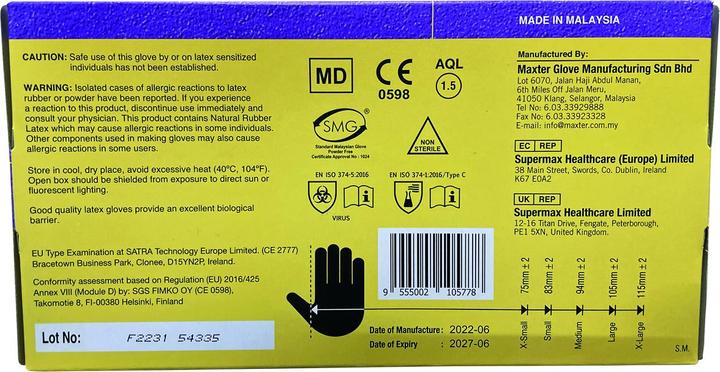 MADE IN MALAYSIA
CAUTION: Safe use of this glove by or on latex sensitized
individuals has not been established.
WARNING: Isolated cases of allergic reactions to latex
rubber or powder have been reported. If you experience
a reaction to this product, discontinue use immediately and
consult your physician. This product contains Natural Rubber
Latex which may cause allergic reactions in some individuals.
Other components used in making gloves may also cause
allergic reactions in some users.
Store in cool, dry place, avoid excessive heat (40°C, 104°F).
Open box should be shielded from exposure to direct sun or
fluorescent lighting.
Good quality latex gloves provide an excellent biological
barrier.
EU Type Examination at SATRA Technology Europe Limited. (CE 2777)
Bracetown Business Park, Clonee, D15YN2P, Ireland.
Conformity assessment based on Regulation (EU) 2016/425
Annex VIII (Module D) by: SGS FIMKO OY (CE 0598),
Takomotie 8, FI-00380 Helsinki, Finland
Lot No: F2231 54335
MD
CE
0598
AQL
1.5
SMG®
Standard Malaysian Glove
Powder Free
Certificate Approval No : 1024
NON
STERILE
EN ISO 374-5:2016
VIRUS
EN ISO 374-1:2016/Type C
9 555002 105778
Date of Manufacture: 2022-06
Date of Expiry : 2027-06
Manufactured By:
Maxter Glove Manufacturing Sdn Bhd
Lot 6070, Jalan Haji Abdul Manan,
6th Miles Off Jalan Meru,
41050 Klang, Selangor, Malaysia
Tel No: 6.03.33929888
Fax No: 6.03.33923328
E-mail: info@maxter.com.my
EC REP
Supermax Healthcare (Europe) Limited
38 Main Street, Swords, Co. Dublin, Ireland
K67 E0A2
UK REP
Supermax Healthcare Limited
12-16 Titan Drive, Fengate, Peterborough,
PE1 5XN, United Kingdom.
X-Small 75mm ± 2
Small 83mm ± 2
Medium 94mm ± 2
Large 105mm ± 2
X-Large 115mm ± 2
S.M.